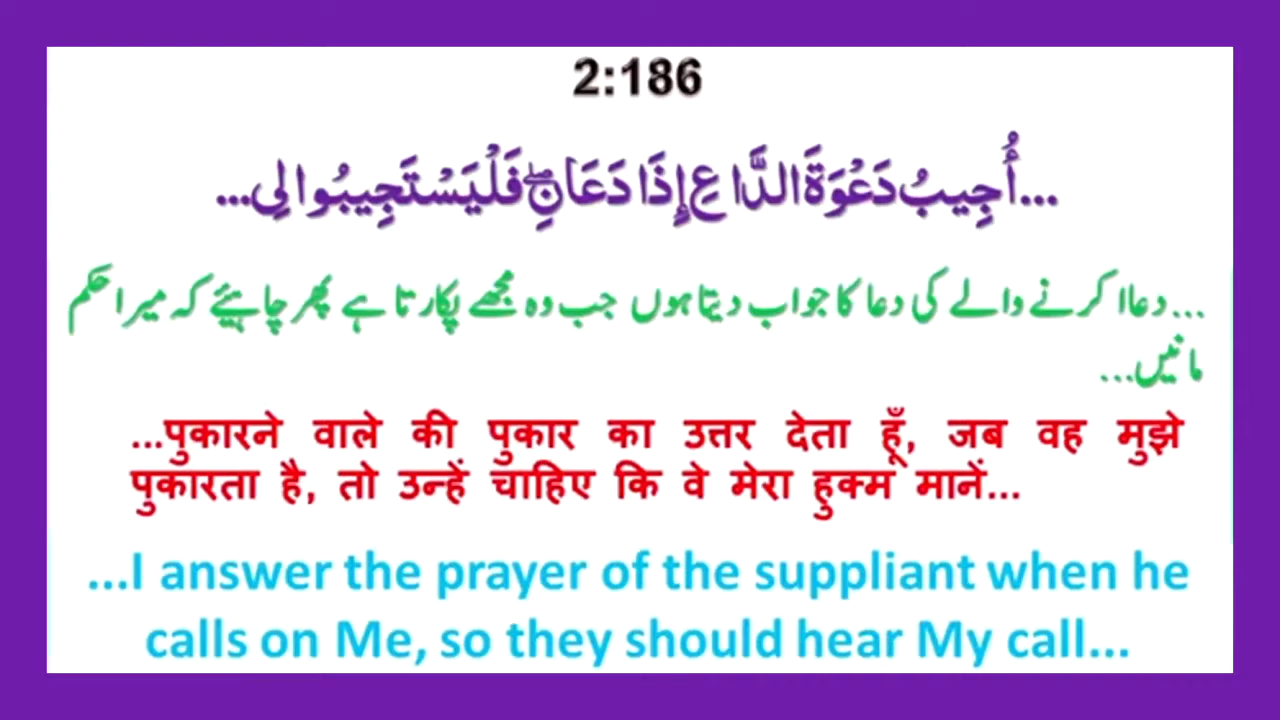 2:186
...أُجِيبُ دَعْوَةَ الدَّاعِ إِذَا دَعَانِ ۖ فَلْيَسْتَجِيبُوا لِي...
...دعاا کرنے والے کی دعا کا جواب دیتا ہوں جب وہ مجھے پکارتا ہے پھر چاہیئے کہ میرا حکم
مانیں...
...पुकारने वाले की पुकार का उत्तर देता हूँ, जब वह मुझे
पुकारता है, तो उन्हें चाहिए कि वे मेरा हुक्म मानें...
...I answer the prayer of the suppliant when he
calls on Me, so they should hear My call...